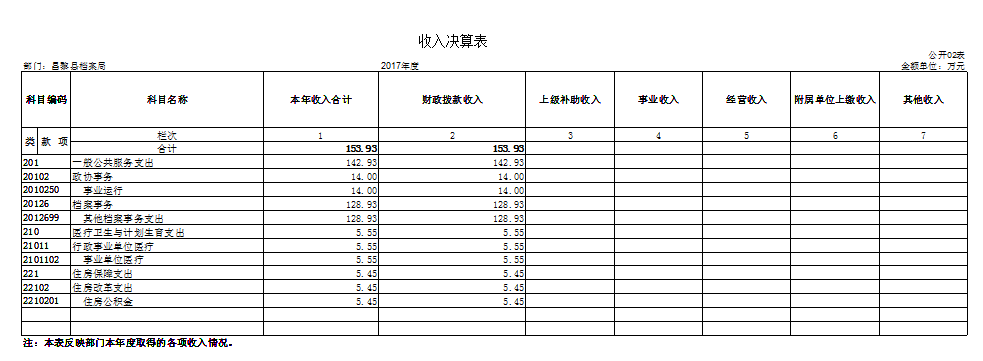 收入决算表
公开02表
部门：昌黎县档案局 2017年度 金额单位：万元
科目编码 科目名称 本年收入合计 财政拨款收入 上级补助收入 事业收入 经营收入 附属单位上缴收入 其他收入
类 款 项 栏次 1 2 3 4 5 6 7
合计 153.93 153.93
201 一般公共服务支出 142.93 142.93
20102 政协事务 14.00 14.00
2010250 事业运行 14.00 14.00
20126 档案事务 128.93 128.93
2012699 其他档案事务支出 128.93 128.93
210 医疗卫生与计划生育支出 5.55 5.55
21011 行政事业单位医疗 5.55 5.55
2101102 事业单位医疗 5.55 5.55
221 住房保障支出 5.45 5.45
22102 住房改革支出 5.45 5.45
2210201 住房公积金 5.45 5.45
注：本表反映部门本年度取得的各项收入情况。